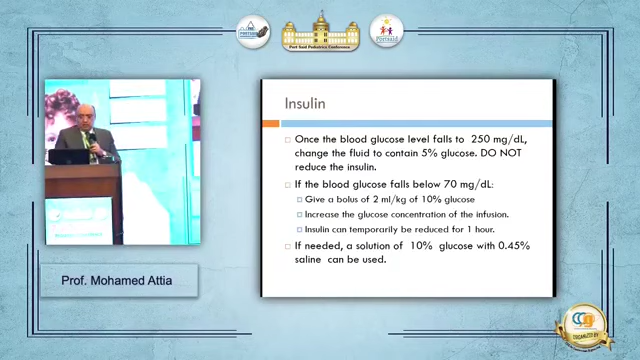 Port Said Pediatrics Conference
Insulin
Once the blood glucose level falls to 250 mg/dL,
change the fluid to contain 5% glucose. DO NOT
reduce the insulin.
If the blood glucose falls below 70 mg/dL:
Give a bolus of 2 ml/kg of 10% glucose
Increase the glucose concentration of the infusion.
Insulin can temporarily be reduced for 1 hour.
If needed, a solution of 10% glucose with 0.45%
saline can be used.
Prof. Mohamed Attia
ORGANIZED BY